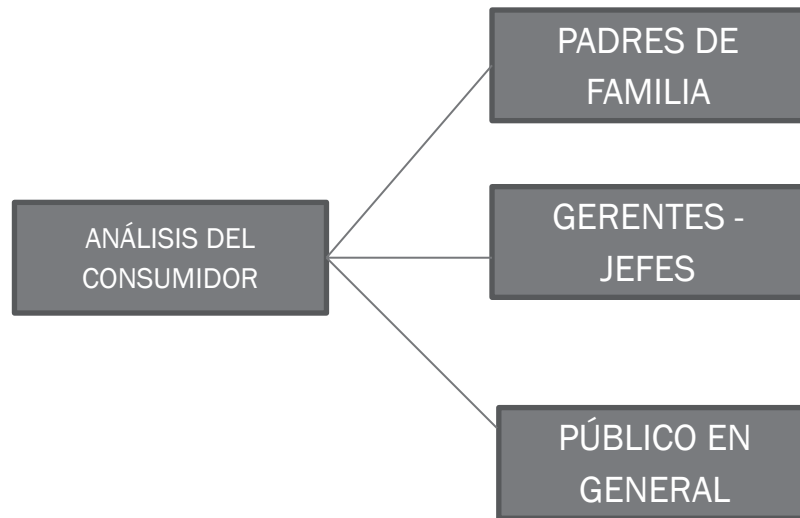 PADRES DE
FAMILIA
ANÁLISIS DEL
CONSUMIDOR
GERENTES -
JEFES
PÚBLICO EN
GENERAL